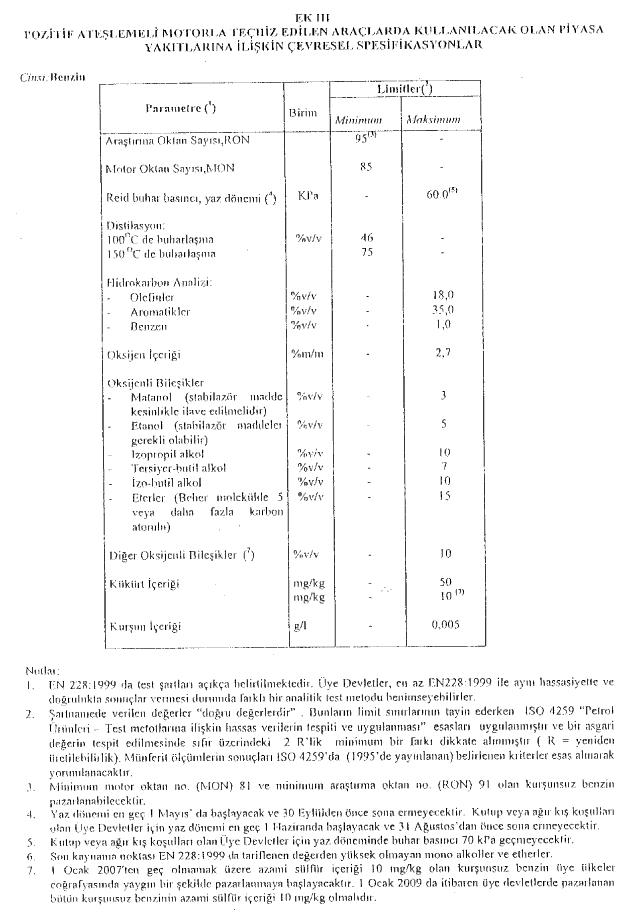 EK III
POZİTİF ATEŞLEMELİ MOTORLA TEÇHİZ EDİLEN ARAÇLARDA KULLANILACAK OLAN PİYASA
YAKITLARINA İLİŞKİN ÇEVRESEL SPESİFİKASYONLAR
Cinsi: Benzin
Parametre (¹) Birim Limitler(²)
Minimum Maksimum
Araştırma Oktan Sayısı,RON 95(3) -
Motor Oktan Sayısı,MON 85 -
Reid buhar basıncı, yaz dönemi (⁴) KPa - 60.0(5)
Distilasyon:
100°C de buharlaşma %v/v 46 -
150 °C de buharlaşma 75 -
Hidrokarbon Analizi:
- Olefinler %v/v - 18,0
- Aromatikler %v/v - 35,0
- Benzen %v/v - 1,0
Oksijen İçeriği %m/m - 2,7
Oksijenli Bileşikler
- Matanol (stabilazör madde %v/v - 3
kesinlikle ilave edilmelidir)
- Etanol (stabilazör maddeler %v/v - 5
gerekli olabilir)
- İzopropil alkol %v/v - 10
- Tersiyer-butil alkol %v/v - 7
- İzo-butil alkol %v/v - 10
- Eterler (Beher molekülde 5 %v/v - 15
veya daha fazla karbon
atomlu)
Diğer Oksijenli Bileşikler (⁷) %v/v - 10
Kükürt İçeriği mg/kg - 50
mg/kg - 10 (7)
Kurşun İçeriği g/l - 0,005
Notlar:
1. EN 228:1999 da test şartları açıkça belirtilmektedir. Üye Devletler, en az EN228:1999 ile aynı hassasiyette ve
doğrulukta sonuçlar vermesi durumda farklı bir analitik test metodu benimseyebilirler.
2. Şartnamede verilen değerler "doğru değerlerdir" . Bunların limit sınırlarının tayin ederken ISO 4259 "Petrol
Ürünleri – Test metotlarına ilişkin hassas verilerin tespiti ve uygulanması" esasları uygulanmıştır ve bir asgari
değerin tespit edilmesinde sıfır üzerindeki 2 R'lik minimum bir farkı dikkate alınmıştır ( R = yeniden
üretilebilirlik). Münferit ölçümlerin sonuçları ISO 4259'da (1995'de yayınlanan) belirlenen kriterler esas alınarak
yorumlanacaktır.
3. Minimum motor oktan no. (MON) 81 ve minimum araştırma oktan no. (RON) 91 olan kurşunsuz benzin
pazarlanabilecektir.
4. Yaz dönemi en geç 1 Mayıs' da başlayacak ve 30 Eylülden önce sona ermeyecektir. Kutup veya ağır kış koşulları
olan Üye Devletler için yaz dönemi en geç 1 Haziranda başlayacak ve 31 Ağustos'dan önce sona ermeyecektir.
5. Kutup veya ağır kış koşulları olan Üye Devletler için yaz döneminde buhar basıncı 70 kPa geçmeyecektir.
6. Son kaynama noktası EN 228:1999 da tariflenen değerden yüksek olmayan mono alkoller ve etherler.
7. 1 Ocak 2007'ten geç olmamak üzere azami sülfür içeriği 10 mg/kg olan kurşunsuz benzin üye ülkeler
coğrafyasında yaygın bir şekilde pazarlanmaya başlayacaktır. 1 Ocak 2009 da itibaren üye devletlerde pazarlanan
bütün kurşunsuz benzinin azami sülfür içeriği 10 mg/kg olmalıdır.